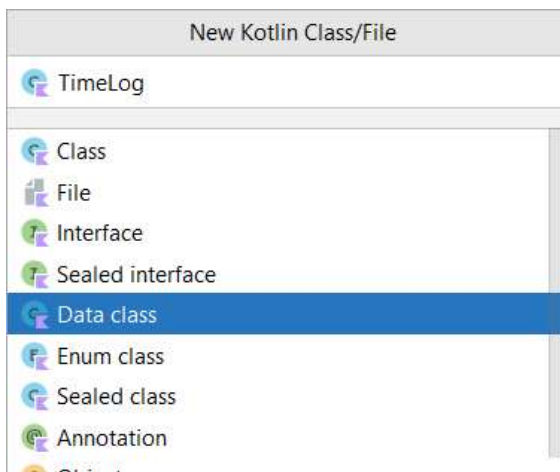 New Kotlin Class/File
TimeLog
Class
File
Interface
Sealed interface
Data class
Enum class
Sealed class
Annotation